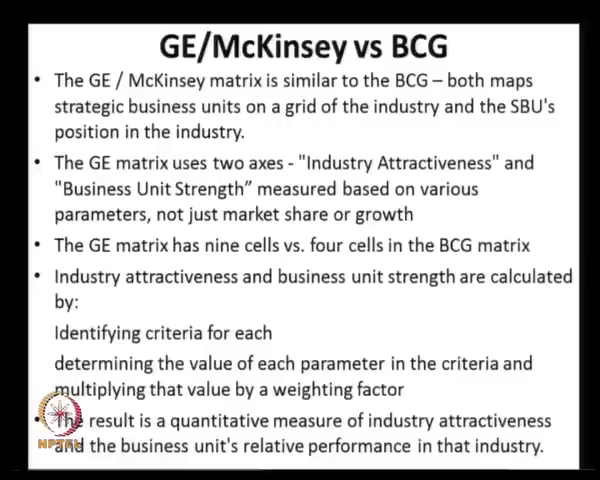 GE/McKinsey vs BCG
• The GE / McKinsey matrix is similar to the BCG – both maps
strategic business units on a grid of the industry and the SBU's
position in the industry.
• The GE matrix uses two axes - "Industry Attractiveness" and
"Business Unit Strength” measured based on various
parameters, not just market share or growth
• The GE matrix has nine cells vs. four cells in the BCG matrix
• Industry attractiveness and business unit strength are calculated
by:
Identifying criteria for each
determining the value of each parameter in the criteria and
multiplying that value by a weighting factor
• The result is a quantitative measure of industry attractiveness
and the business unit's relative performance in that industry.
NPTEL